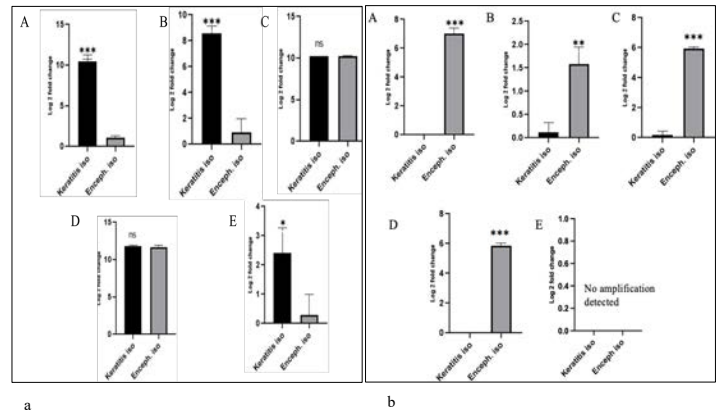 A
Log 2 fold change
15
10
5
0
***
Keratitis iso
Enceph. iso
B
Log 2 fold change
10
8
6
4
2
0
***
Keratitis iso
Enceph. iso
C
Log 2 fold change
15
10
5
0
ns
Keratitis iso
Enceph. iso
D
Log 2 fold change
15
10
5
0
ns
Keratitis iso
Enceph. iso
E
Log 2 fold change
4
3
2
1
0
*
Keratitis iso
Enceph. iso
a
A
Log 2 fold change
8
6
4
2
0
***
Keratitis iso
Enceph. iso
B
Log 2 fold change
2.5
2.0
1.5
1.0
0.5
0.0
**
Keratitis iso
Enceph. iso
C
Log 2 fold change
8
6
4
2
0
***
Keratitis iso
Enceph. iso
D
Log 2 fold change
8
6
4
2
0
***
Keratitis iso
Enceph. iso
E
Log 2 fold change
1.0
0.8
0.6
0.4
0.2
0.0
No amplification
detected
Keratitis iso
Enceph. iso
b